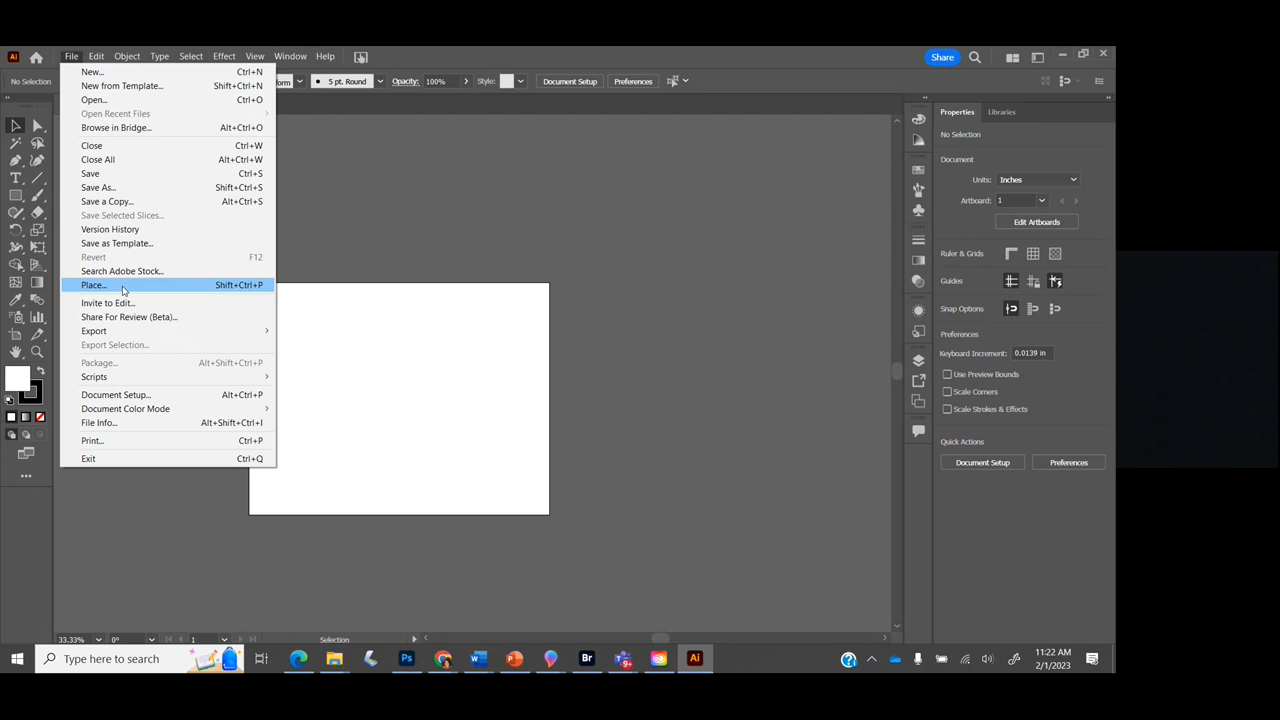 Ai File Edit Object Type Select Effect View Window Help Share
No Selection 5 pt. Round Opacity: 100% Style: Document Setup Preferences
New... Ctrl+N
New from Template... Shift+Ctrl+N
Open... Ctrl+O
Open Recent Files
Browse in Bridge... Alt+Ctrl+O
Close Ctrl+W
Close All Alt+Ctrl+W
Save Ctrl+S
Save As... Shift+Ctrl+S
Save a Copy... Alt+Ctrl+S
Save Selected Slices...
Version History
Save as Template...
Revert F12
Search Adobe Stock...
Place... Shift+Ctrl+P
Invite to Edit...
Share For Review (Beta)...
Export
Export Selection...
Package... Alt+Shift+Ctrl+P
Scripts
Document Setup... Alt+Ctrl+P
Document Color Mode
File Info... Alt+Shift+Ctrl+I
Print... Ctrl+P
Exit Ctrl+Q
Properties Libraries
No Selection
Document
Units: Inches
Artboard: 1
Edit Artboards
Ruler & Grids
Guides
Snap Options
Preferences
Keyboard Increment: 0.0139 in
Use Preview Bounds
Scale Corners
Scale Strokes & Effects
Quick Actions
Document Setup Preferences
33.33% 0° 1 Selection
Type here to search Ps Br Ai 11:22 AM
2/1/2023